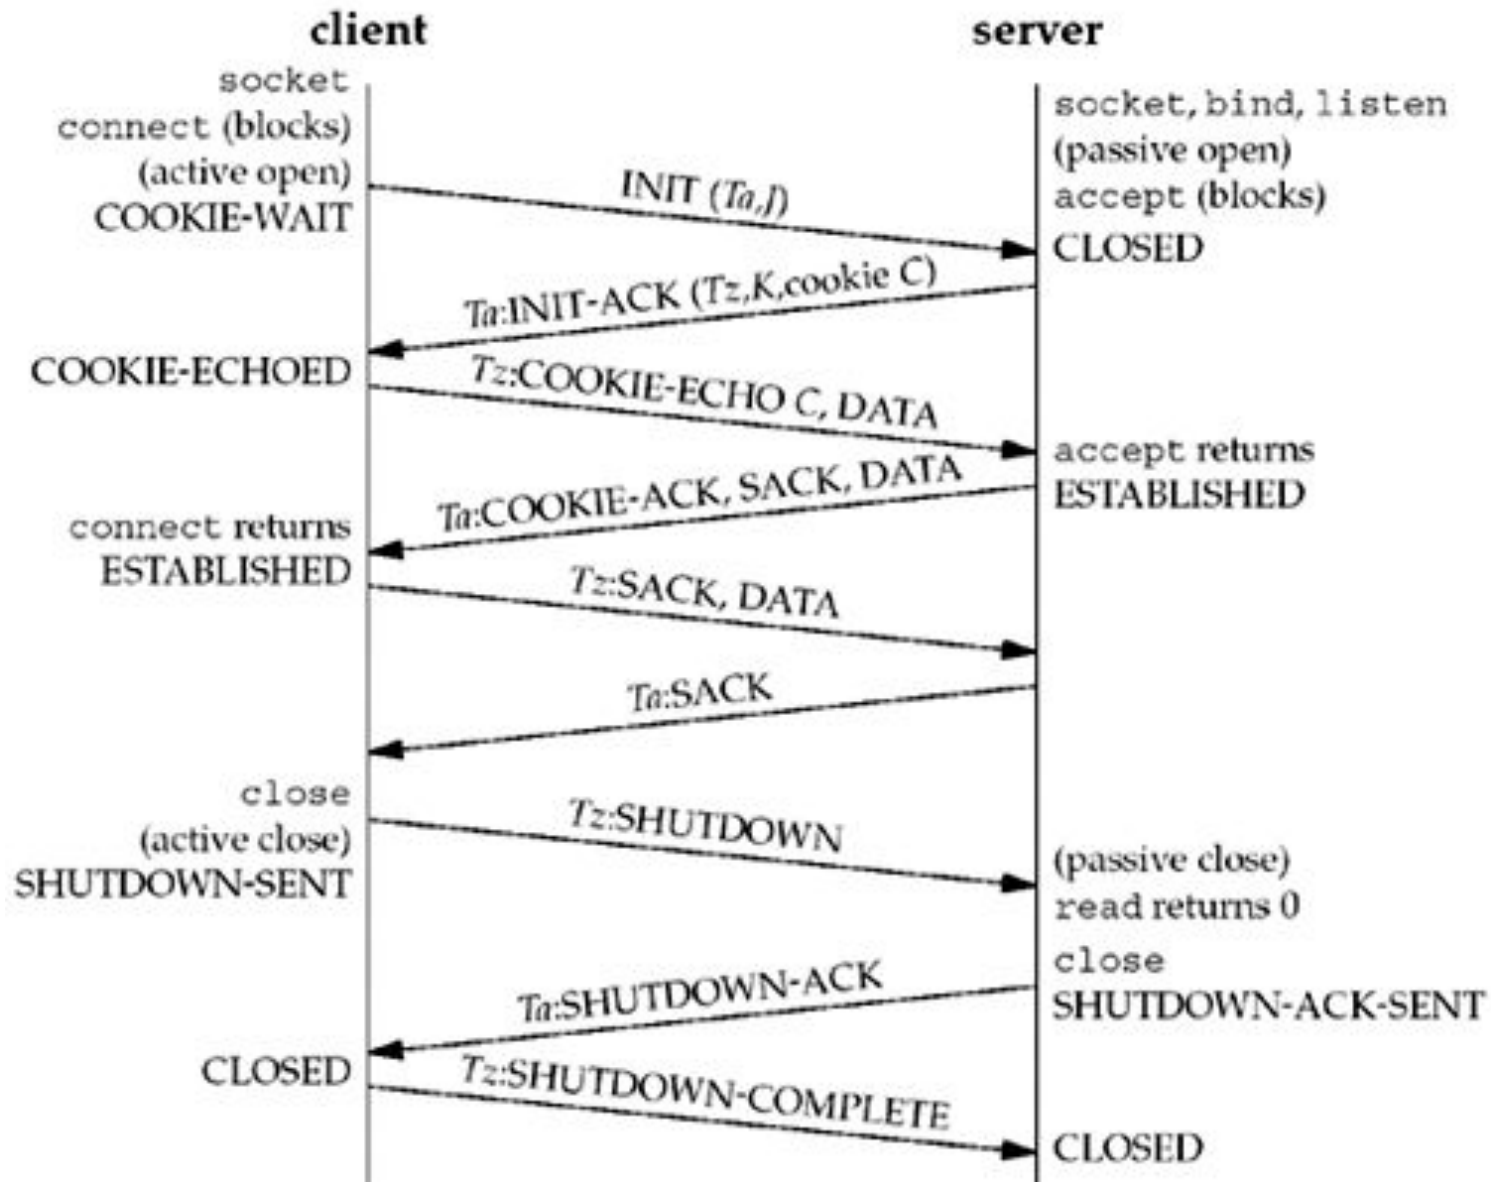 client
server
socket
connect (blocks)
(active open)
COOKIE-WAIT
socket, bind, listen
(passive open)
accept (blocks)
CLOSED
INIT (Ta,J)
Ta:INIT-ACK (Tz,K,cookie C)
COOKIE-ECHOED
Tz:COOKIE-ECHO C, DATA
accept returns
ESTABLISHED
Ta:COOKIE-ACK, SACK, DATA
connect returns
ESTABLISHED
Tz:SACK, DATA
Ta:SACK
close
(active close)
SHUTDOWN-SENT
Tz:SHUTDOWN
(passive close)
read returns 0
close
SHUTDOWN-ACK-SENT
Ta:SHUTDOWN-ACK
CLOSED
Tz:SHUTDOWN-COMPLETE
CLOSED